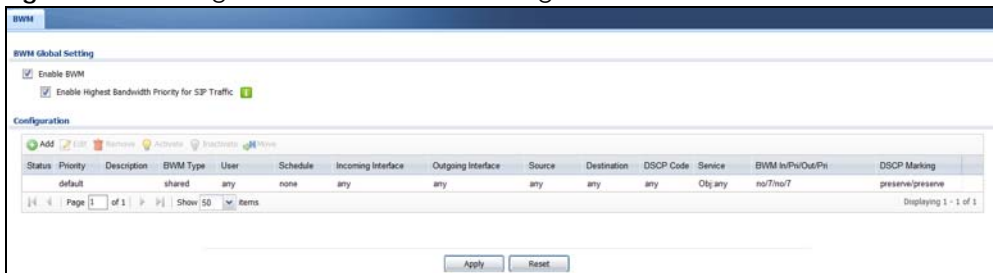 BWM
BWM Global Setting
Enable BWM
Enable Highest Bandwidth Priority for SIP Traffic
Configuration
Add Edit Remove Activate Inactivate Move
Status Priority Description BWM Type User Schedule Incoming Interface Outgoing Interface Source Destination DSCP Code Service BWM In/Pri/Out/Pri DSCP Marking
default shared any none any any any any any Obj:any no/7/no/7 preserve/preserve
Page 1 of 1 Show 50 items Displaying 1 - 1 of 1
Apply Reset